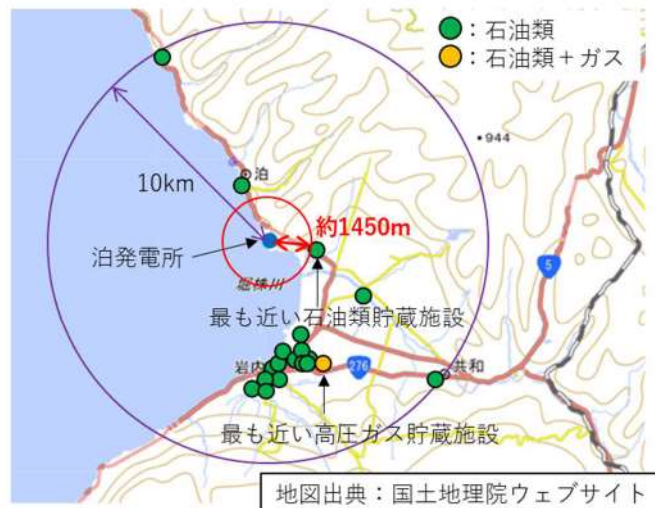 ：石油類
：石油類＋ガス
・944
10km
泊
約1450m
泊発電所
堀株川
5
最も近い石油類貯蔵施設
岩内
276
共和
最も近い高圧ガス貯蔵施設
地図出典：国土地理院ウェブサイト